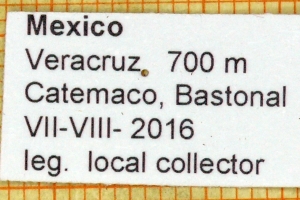 Mexico
Veracruz, 700 m
Catemaco, Bastonal
VII-VIII- 2016
leg. local collector